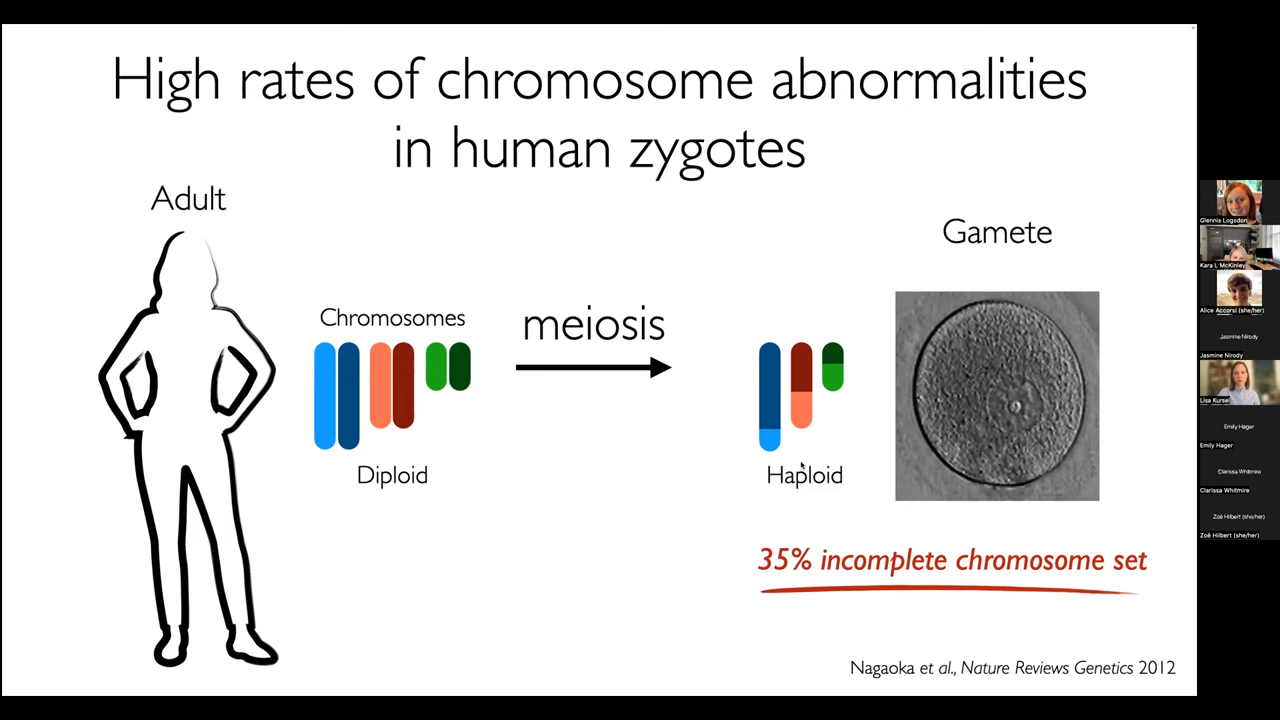 High rates of chromosome abnormalities
in human zygotes
Adult
Chromosomes
Diploid
meiosis
Gamete
Haploid
35% incomplete chromosome set
Nagaoka et al., Nature Reviews Genetics 2012
Glennis Logsdon
Kara L McKinley
Alice Accorsi (she/her)
Jasmine Nirody
Jasmine Nirody
Lisa Kursel
Emily Hager
Emily Hager
Clarissa Whitmire
Clarissa Whitmire
Zoë Hilbert (she/her)
Zoë Hilbert (she/her)